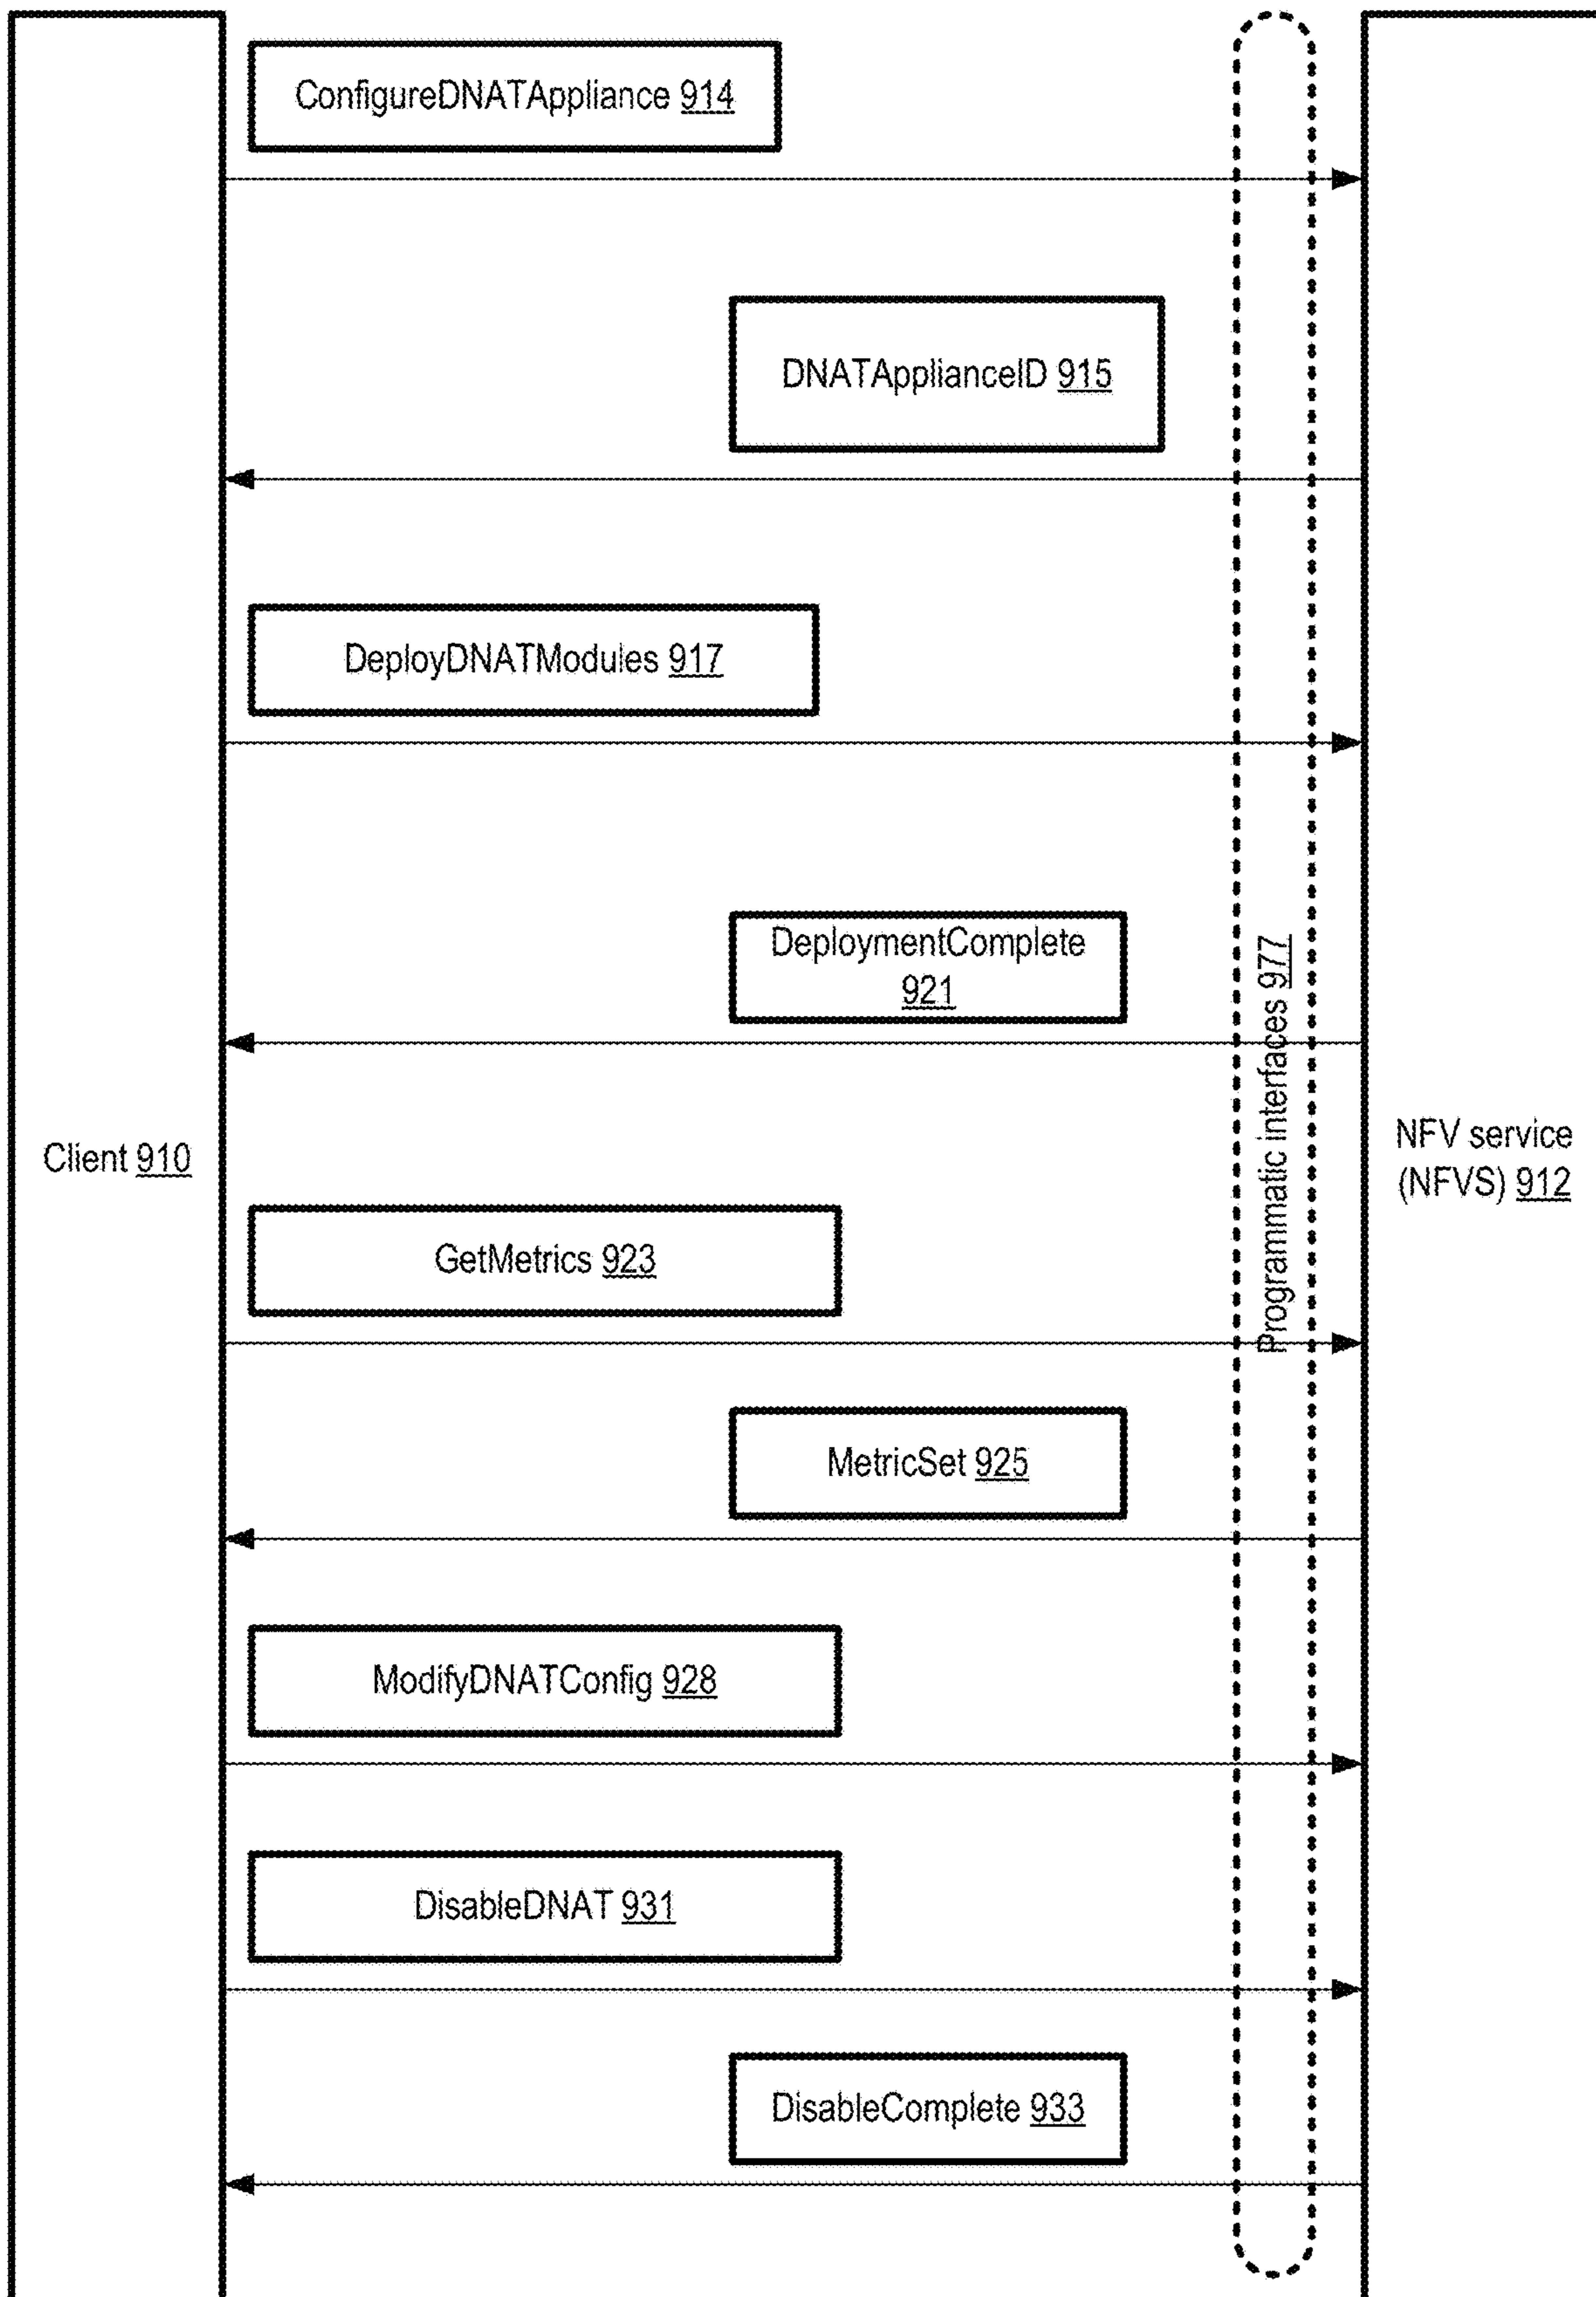 ConfigureDNATAppliance 914
DNATApplianceID 915
DeployDNATModules 917
DeploymentComplete
921
Programmatic interfaces 977
Client 910
NFV service
(NFVS) 912
GetMetrics 923
MetricSet 925
ModifyDNATConfig 928
DisableDNAT 931
DisableComplete 933